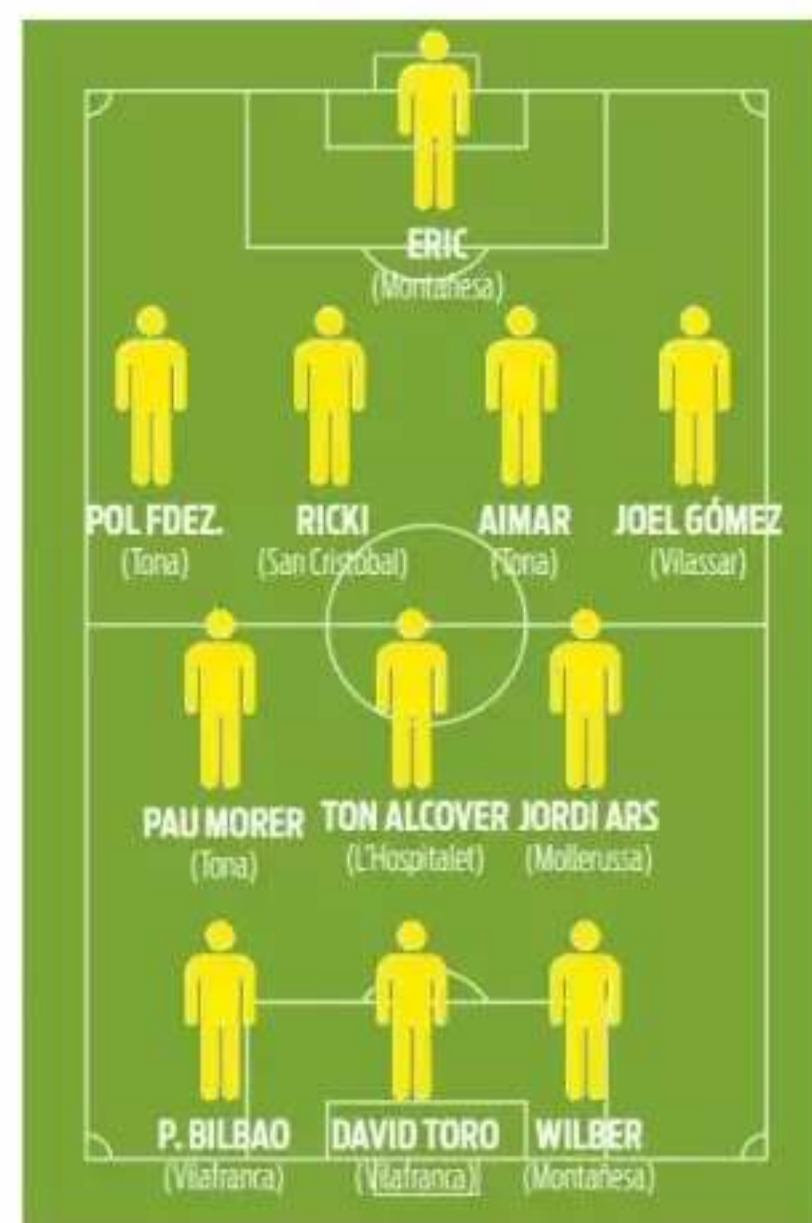 ERIC
(Montañesa)
POL FDEZ. RICKI AIMAR JOEL GÓMEZ
(Tona) (San Cristóbal) (Tona) (Vilassar)
PAU MORER TON ALCOVER JORDI ARS
(Tona) (L'Hospitalet) (Mollerussa)
P. BILBAO DAVID TORO WILBER
(Vilafranca) (Vilafranca) (Montañesa)